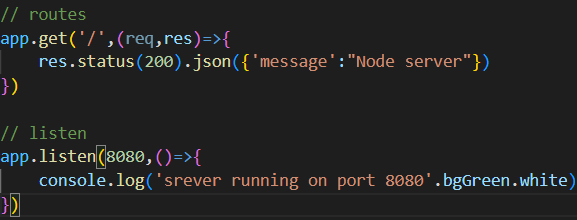 // routes
app.get('/',(req,res)=>{
    res.status(200).json({'message':"Node server"})
})

// listen
app.listen(8080,()=>{
    console.log('srever running on port 8080'.bgGreen.white)
})